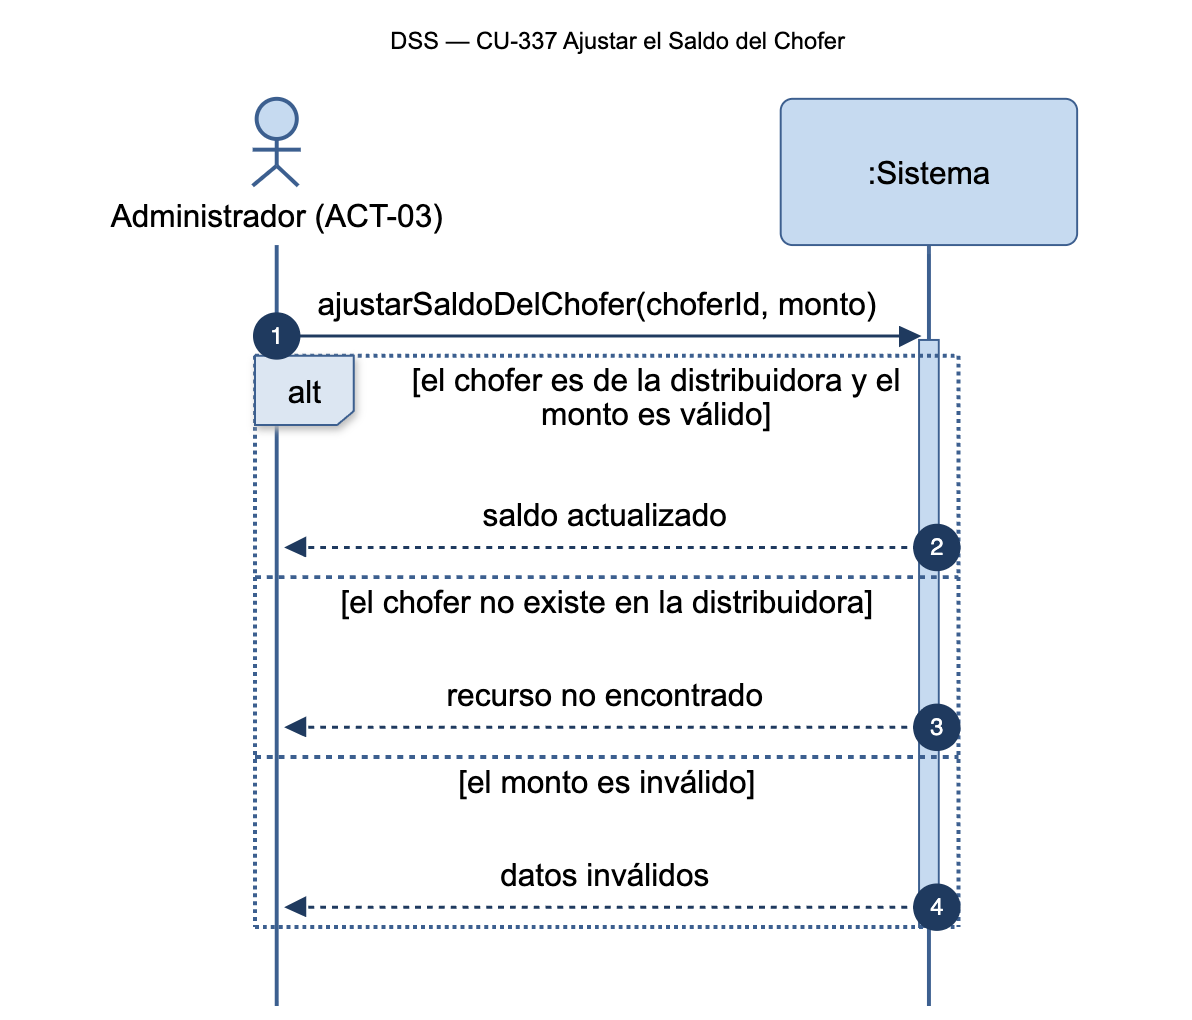 DSS — CU-337 Ajustar el Saldo del Chofer
Administrador (ACT-03)
:Sistema
ajustarSaldoDelChofer(choferId, monto)
1
alt
[el chofer es de la distribuidora y el
monto es válido]
saldo actualizado
2
[el chofer no existe en la distribuidora]
recurso no encontrado
3
[el monto es inválido]
datos inválidos
4